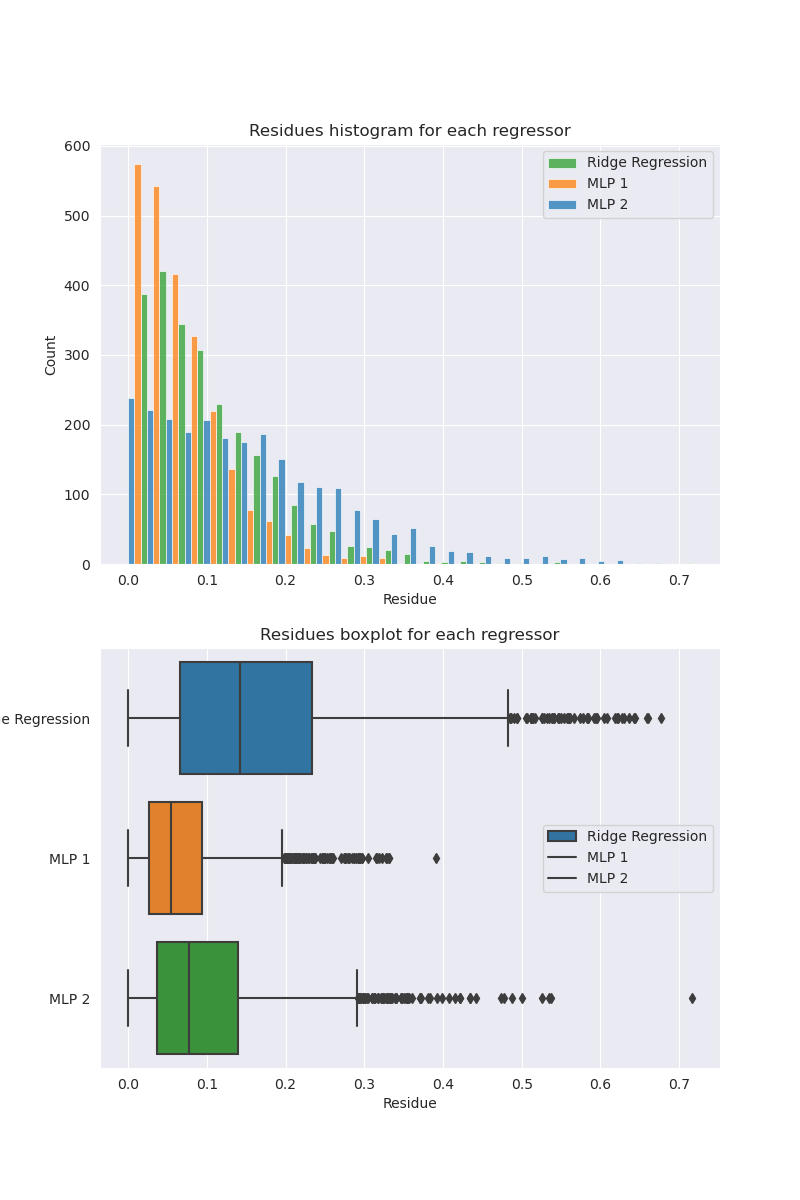 Residues histogram for each regressor
600
500
400
300
200
100
0
Count
Ridge Regression
MLP 1
MLP 2
0.0 0.1 0.2 0.3 0.4 0.5 0.6 0.7
Residue
Residues boxplot for each regressor
e Regression
MLP 1
MLP 2
Ridge Regression
MLP 1
MLP 2
0.0 0.1 0.2 0.3 0.4 0.5 0.6 0.7
Residue